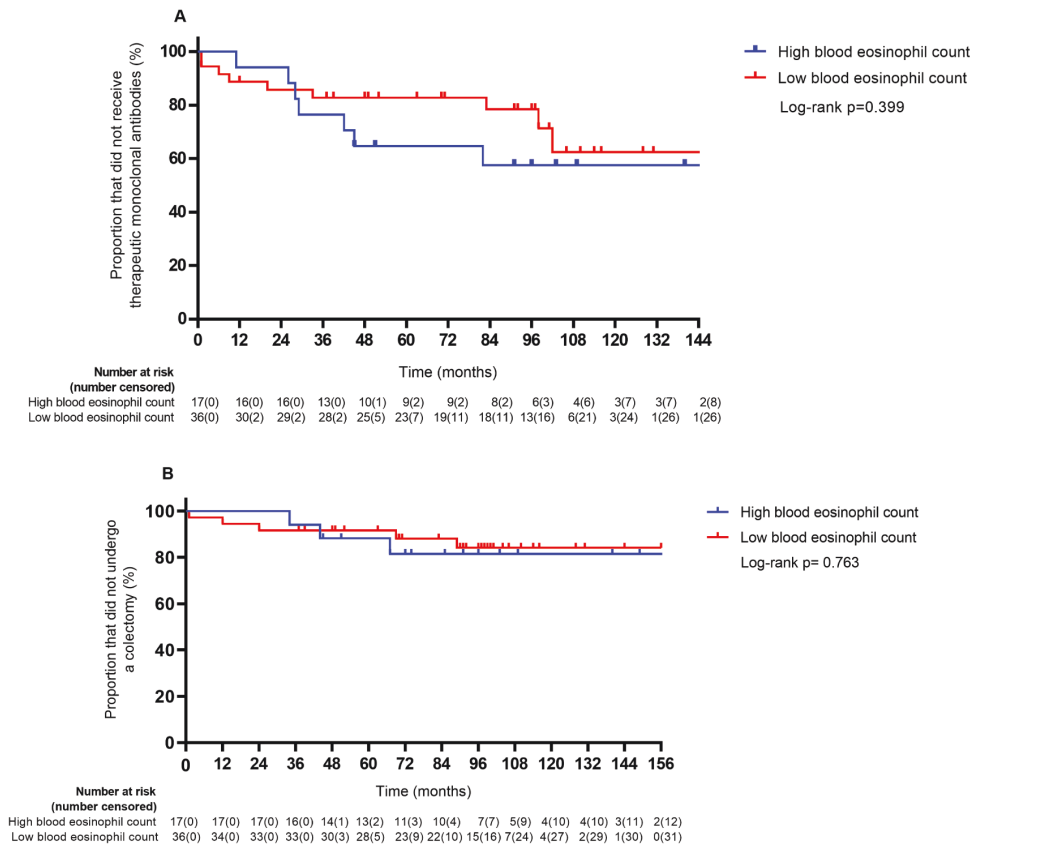 A
Proportion that did not receive
therapeutic monoclonal antibodies (%)
100
80
60
40
20
0
0 12 24 36 48 60 72 84 96 108 120 132 144
Time (months)
High blood eosinophil count
Low blood eosinophil count
Log-rank p=0.399
Number at risk
(number censored)
High blood eosinophil count 17(0) 16(0) 16(0) 13(0) 10(1) 9(2) 9(2) 8(2) 6(3) 4(6) 3(7) 3(7) 2(8)
Low blood eosinophil count 36(0) 30(2) 29(2) 28(2) 25(5) 23(7) 19(11) 18(11) 13(16) 6(21) 3(24) 1(26) 1(26)
B
Proportion that did not undergo
a colectomy (%)
100
80
60
40
20
0
0 12 24 36 48 60 72 84 96 108 120 132 144 156
Time (months)
High blood eosinophil count
Low blood eosinophil count
Log-rank p= 0.763
Number at risk
(number censored)
High blood eosinophil count 17(0) 17(0) 17(0) 16(0) 14(1) 13(2) 11(3) 10(4) 7(7) 5(9) 4(10) 4(10) 3(11) 2(12)
Low blood eosinophil count 36(0) 34(0) 33(0) 33(0) 30(3) 28(5) 23(9) 22(10) 15(16) 7(24) 4(27) 2(29) 1(30) 0(31)